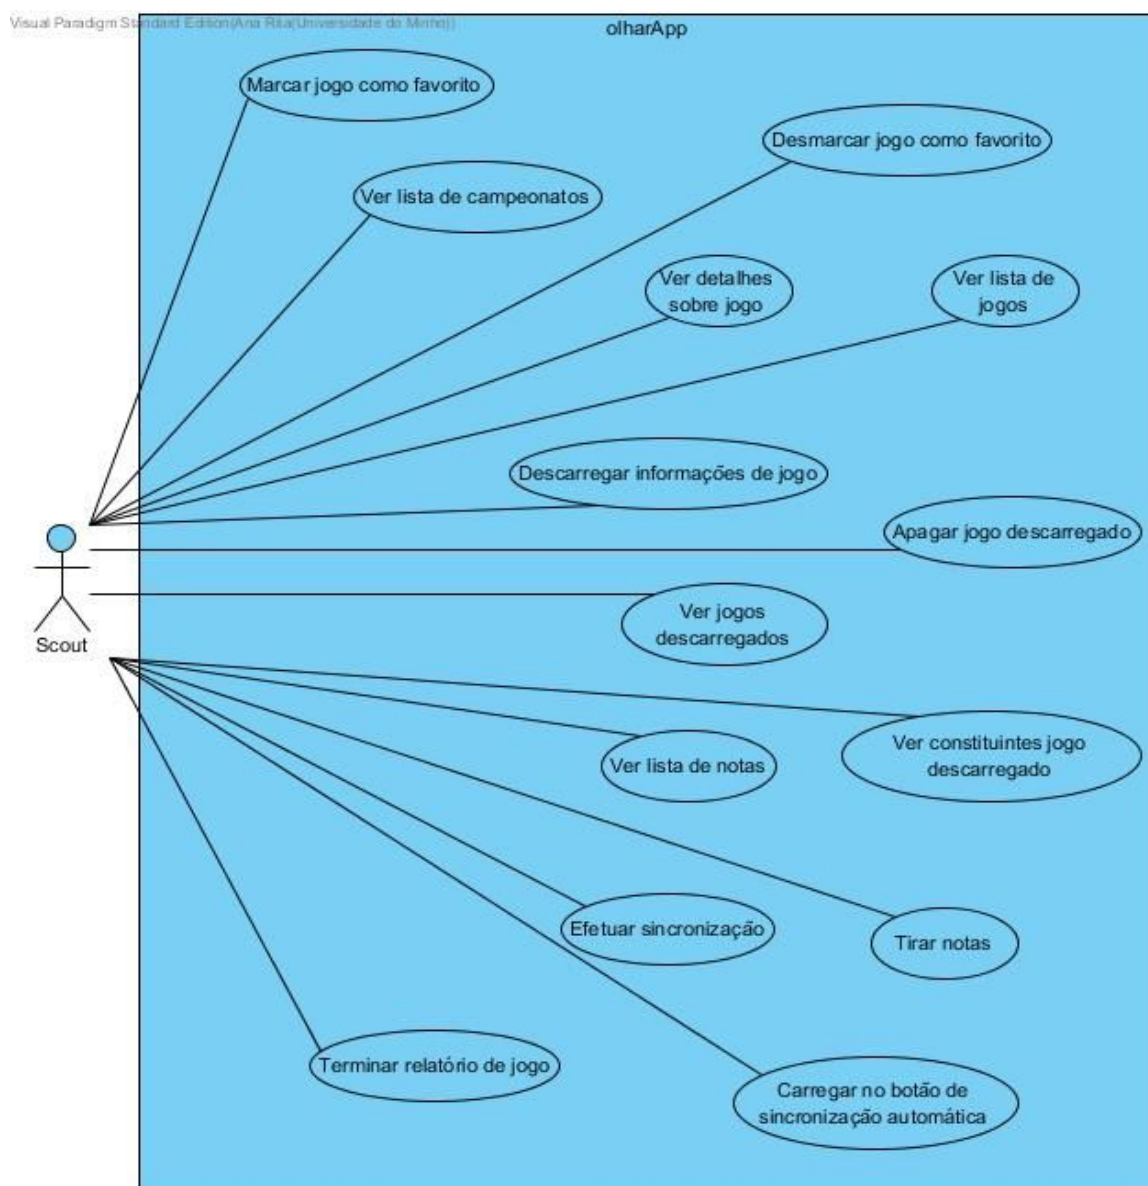 Visual Paradigm Standard Edition(Ana Rita(Universidade do Minho))
olharApp
Marcar jogo como favorito
Desmarcar jogo como favorito
Ver lista de campeonatos
Ver detalhes
sobre jogo
Ver lista de
jogos
Descarregar informações de jogo
Apagar jogo descarregado
Ver jogos
descarregados
Scout
Ver constituintes jogo
descarregado
Ver lista de notas
Efetuar sincronização
Tirar notas
Terminar relatório de jogo
Carregar no botão de
sincronização automática